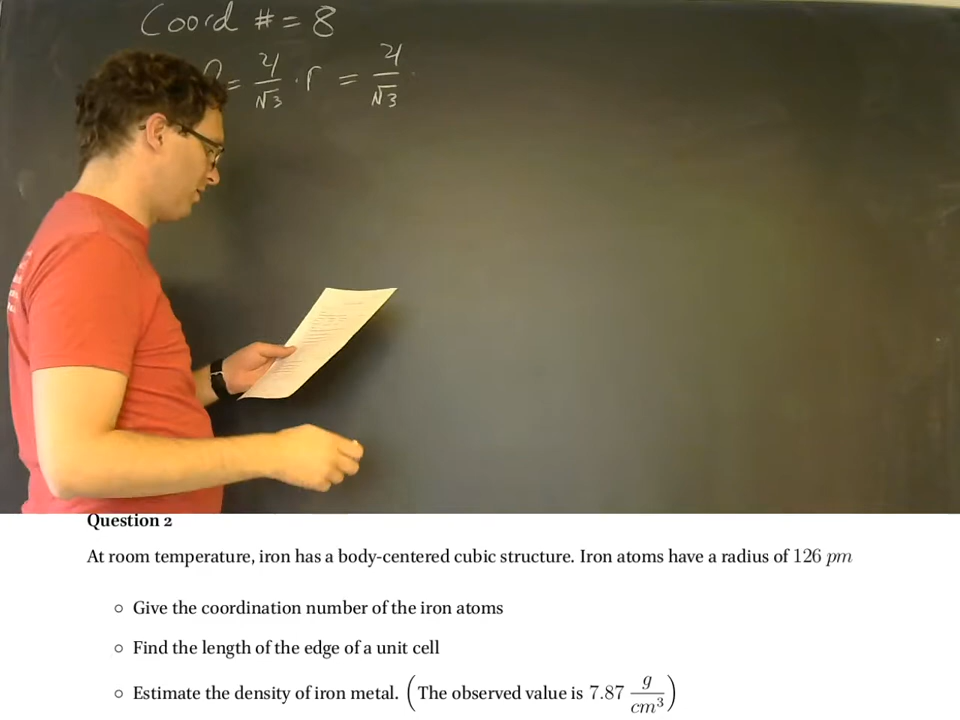 Coord # = 8
l = 4/√3 · r = 4/√3 ·
Question 2
At room temperature, iron has a body-centered cubic structure. Iron atoms have a radius of 126 pm
○ Give the coordination number of the iron atoms
○ Find the length of the edge of a unit cell
○ Estimate the density of iron metal. (The observed value is 7.87 g/cm³)